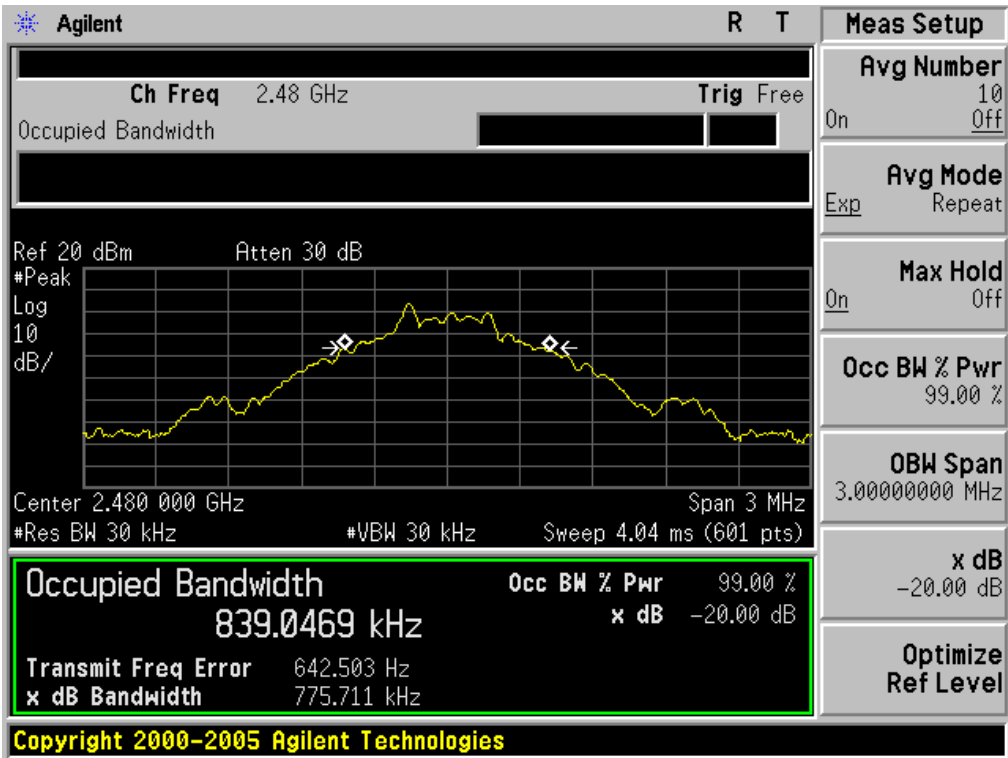 Agilent R T
Ch Freq 2.48 GHz Trig Free
Occupied Bandwidth
Ref 20 dBm Atten 30 dB
#Peak
Log
10
dB/
Center 2.480 000 GHz Span 3 MHz
#Res BW 30 kHz #VBW 30 kHz Sweep 4.04 ms (601 pts)
Occupied Bandwidth
839.0469 kHz
Occ BW % Pwr 99.00 %
x dB -20.00 dB
Transmit Freq Error 642.503 Hz
x dB Bandwidth 775.711 kHz
Copyright 2000-2005 Agilent Technologies
Meas Setup
Avg Number
10
On Off
Avg Mode
Exp Repeat
Max Hold
On Off
Occ BW % Pwr
99.00 %
OBW Span
3.00000000 MHz
x dB
-20.00 dB
Optimize
Ref Level